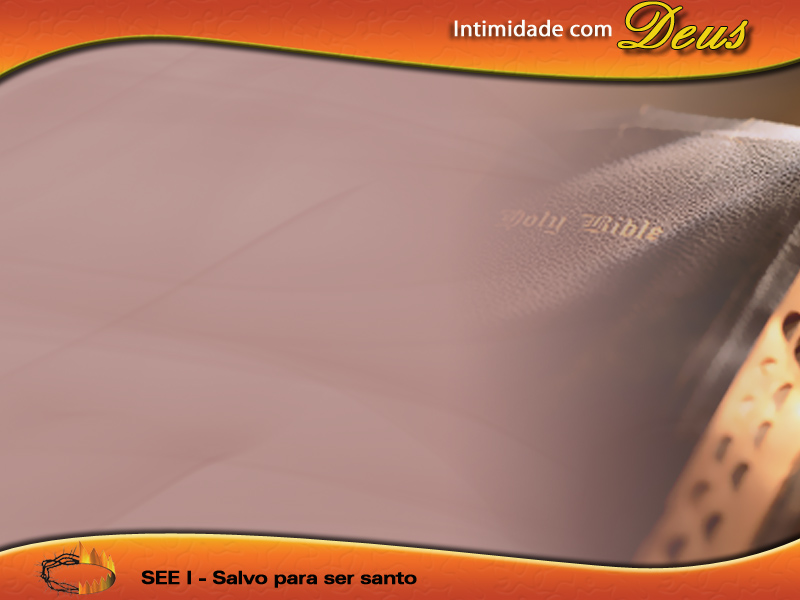 Intimidade com Deus
Holy Bible
SEE I - Salvo para ser santo